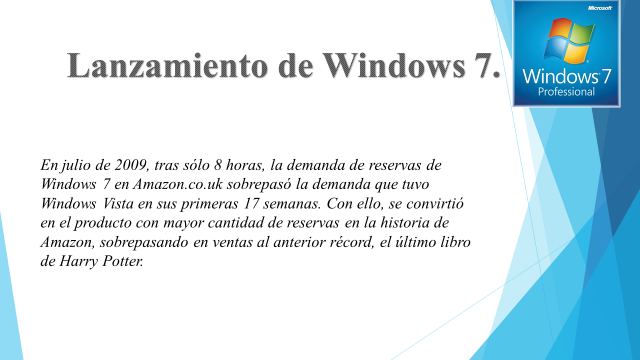 Microsoft
Lanzamiento de Windows 7.
Windows 7
Professional
En julio de 2009, tras sólo 8 horas, la demanda de reservas de
Windows 7 en Amazon.co.uk sobrepasó la demanda que tuvo
Windows Vista en sus primeras 17 semanas. Con ello, se convirtió
en el producto con mayor cantidad de reservas en la historia de
Amazon, sobrepasando en ventas al anterior récord, el último libro
de Harry Potter.